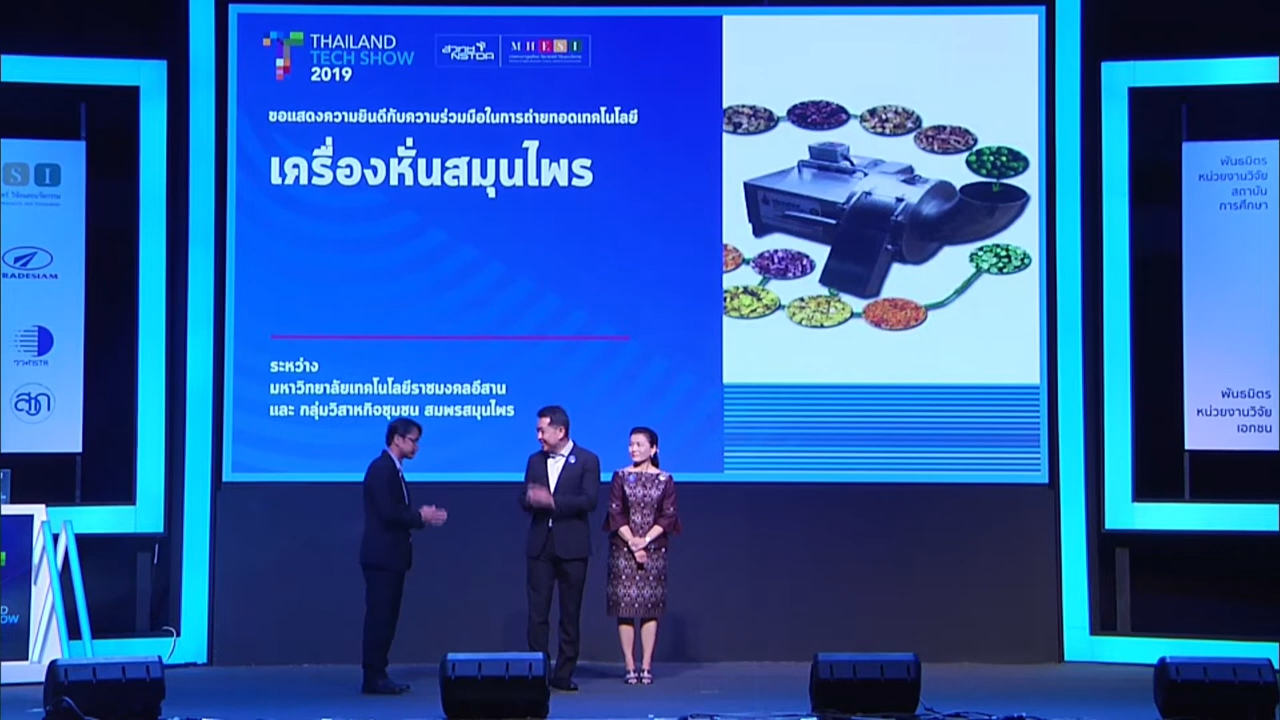 THAILAND
TECH SHOW
2019
สวทช
NSTDA
MHESI
ขอแสดงความยินดีกับความร่วมมือในการถ่ายทอดเทคโนโลยี
เครื่องหั่นสมุนไพร
ระหว่าง
มหาวิทยาลัยเทคโนโลยีราชมงคลอีสาน
และ กลุ่มวิสาหกิจชุมชน สมพรสมุนไพร
SI
TRADESIAM
พันธมิตร
หน่วยงานวิจัย
สถาบัน
การศึกษา
พันธมิตร
หน่วยงานวิจัย
เอกชน